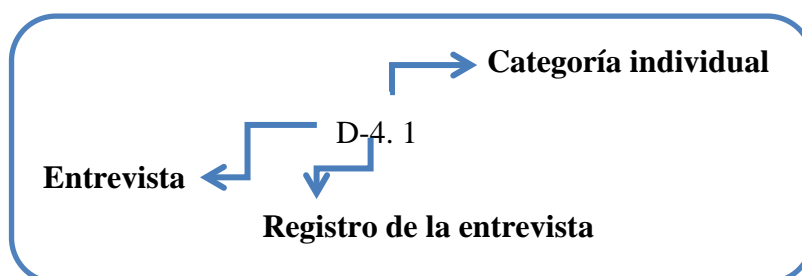 Categoría individual
D-4. 1
Entrevista
Registro de la entrevista